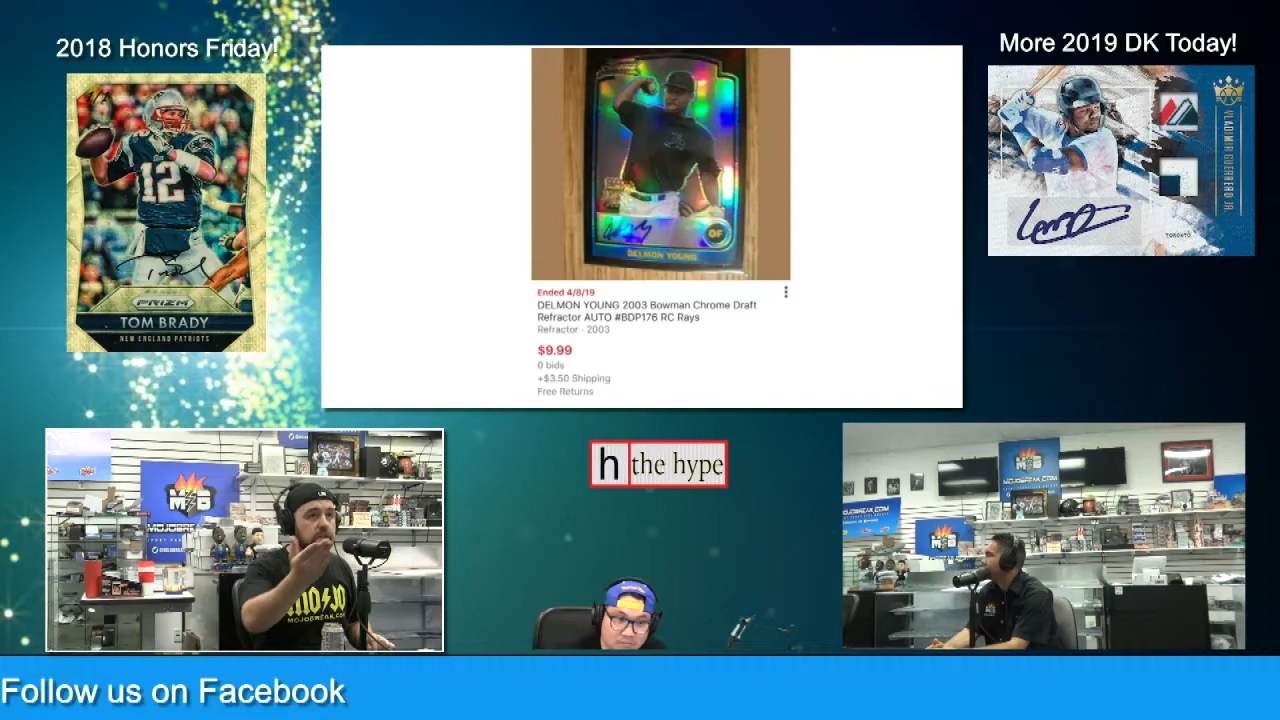 2018 Honors Friday!
More 2019 DK Today!
12
PRIZM
TOM BRADY
NEW ENGLAND PATRIOTS
VLADIMIR GUERRERO JR.
TORONTO
OF
DELMON YOUNG
Ended 4/8/19
DELMON YOUNG 2003 Bowman Chrome Draft
Refractor AUTO #BDP176 RC Rays
Refractor · 2003
$9.99
0 bids
+$3.50 Shipping
Free Returns
h the hype
MOJOBREAK
MOJO
MOJOBREAK.COM
MOJOBREAK.COM
Follow us on Facebook